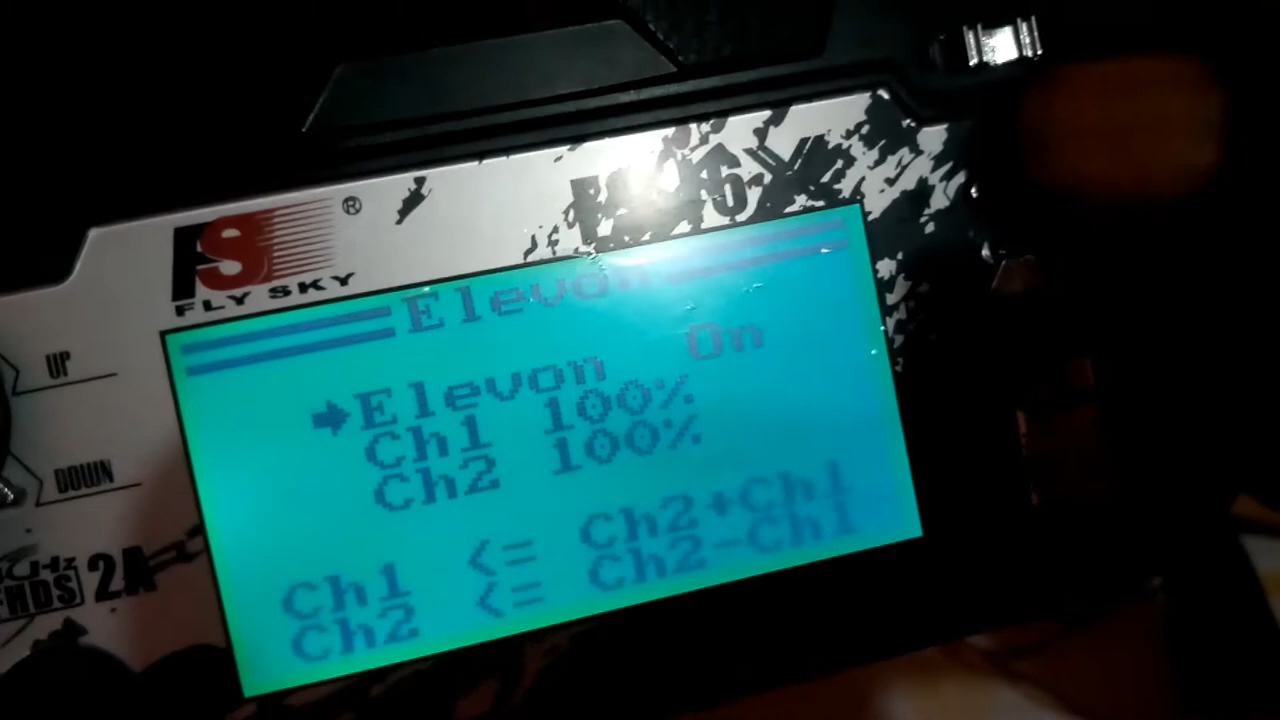 FS®
FLY SKY
UP
DOWN
2A
Elevon
Elevon On
Ch1 100%
Ch2 100%
Ch1 <= Ch2+Ch1
Ch2 <= Ch2-Ch1